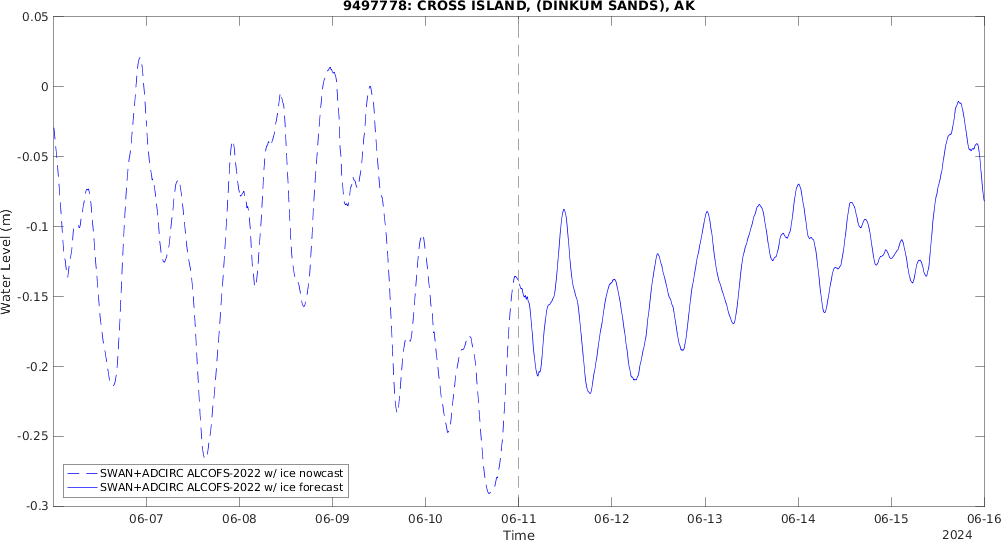 9497778: CROSS ISLAND, (DINKUM SANDS), AK
0.05
0
-0.05
-0.1
-0.15
-0.2
-0.25
-0.3
Water Level (m)
SWAN+ADCIRC ALCOFS-2022 w/ ice nowcast
SWAN+ADCIRC ALCOFS-2022 w/ ice forecast
06-07 06-08 06-09 06-10 06-11 06-12 06-13 06-14 06-15 06-16
Time
2024